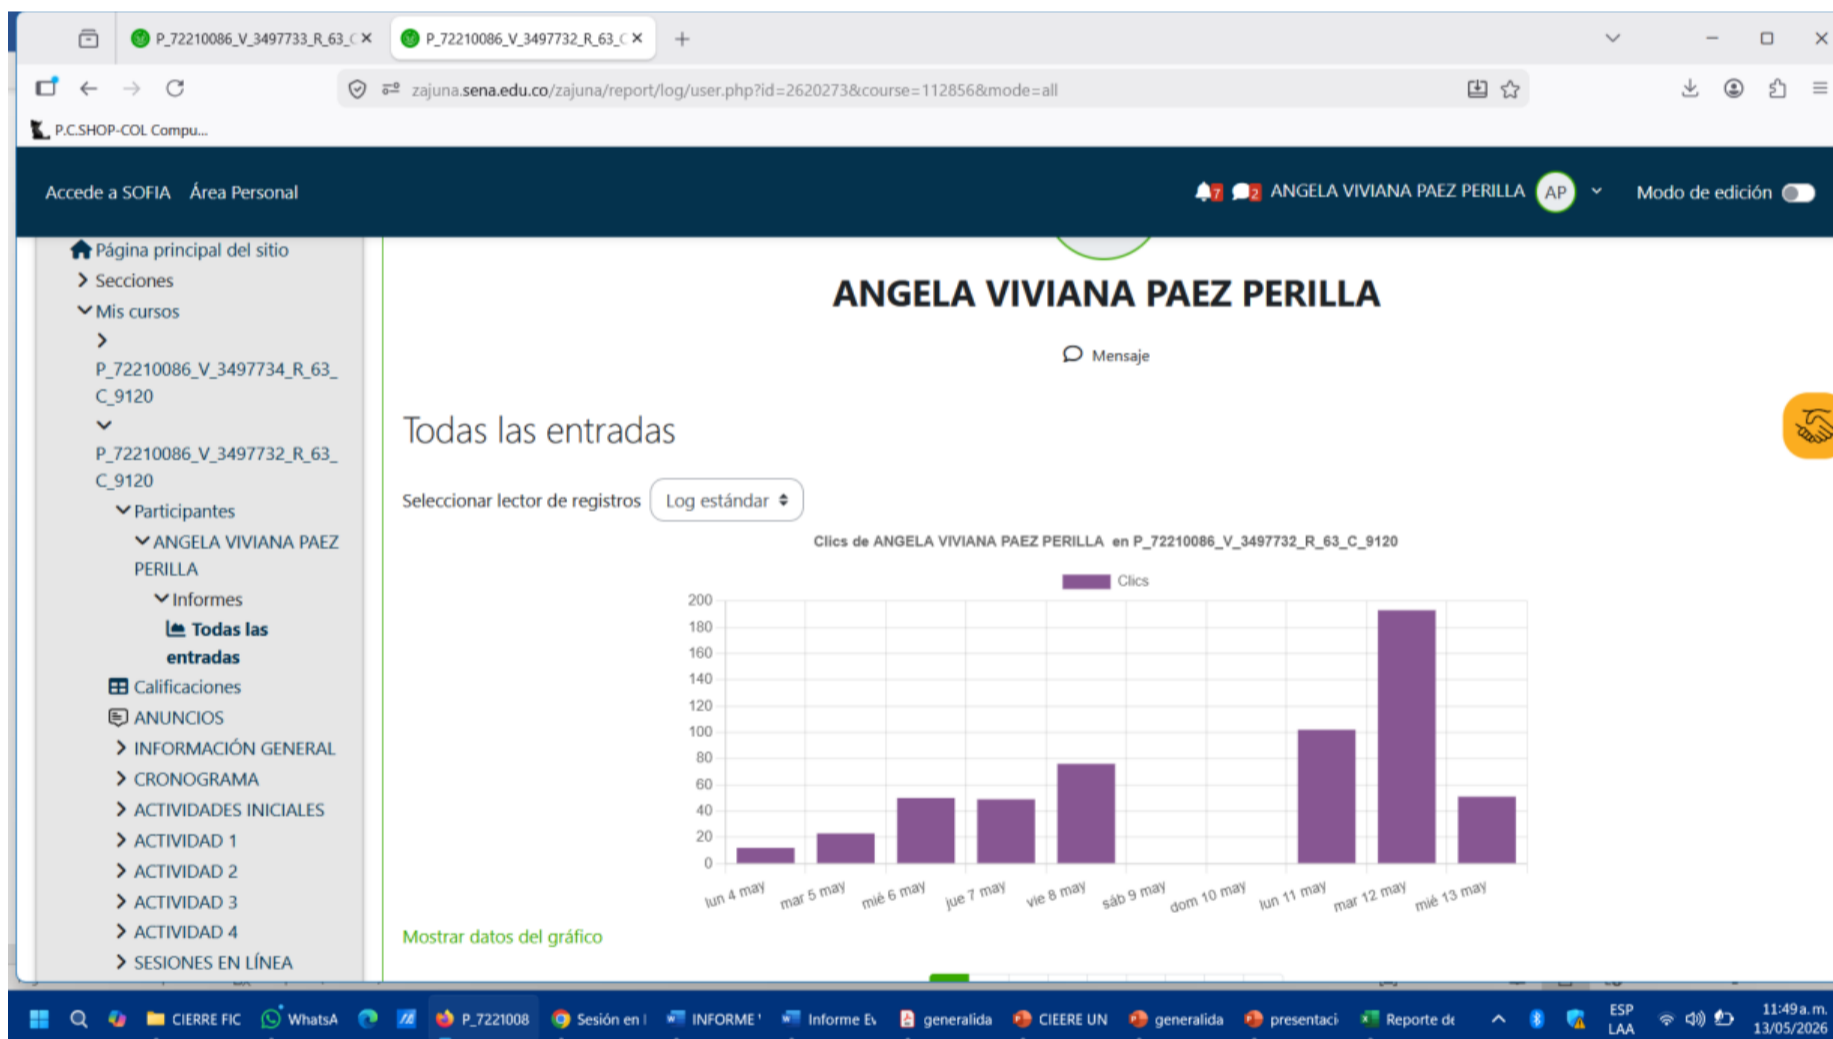 P_72210086_V_3497733_R_63_C
P_72210086_V_3497732_R_63_C
zajuna.sena.edu.co/zajuna/report/log/user.php?id=2620273&course=112856&mode=all
P.C.SHOP-COL Compu...
Accede a SOFIA Área Personal
7 2 ANGELA VIVIANA PAEZ PERILLA AP Modo de edición
Página principal del sitio
Secciones
Mis cursos
P_72210086_V_3497734_R_63_
C_9120
P_72210086_V_3497732_R_63_
C_9120
Participantes
ANGELA VIVIANA PAEZ
PERILLA
Informes
Todas las
entradas
Calificaciones
ANUNCIOS
INFORMACIÓN GENERAL
CRONOGRAMA
ACTIVIDADES INICIALES
ACTIVIDAD 1
ACTIVIDAD 2
ACTIVIDAD 3
ACTIVIDAD 4
SESIONES EN LÍNEA
ANGELA VIVIANA PAEZ PERILLA
Mensaje
Todas las entradas
Seleccionar lector de registros Log estándar
Clics de ANGELA VIVIANA PAEZ PERILLA en P_72210086_V_3497732_R_63_C_9120
Clics
200
180
160
140
120
100
80
60
40
20
0
lun 4 may mar 5 may mié 6 may jue 7 may vie 8 may sáb 9 may dom 10 may lun 11 may mar 12 may mié 13 may
Mostrar datos del gráfico
CIERRE FIC WhatsA P_7221008 Sesión en l INFORME ' Informe Ev generalida CIEERE UN generalida presentaci Reporte de ESP 11:49 a. m.
LAA 13/05/2026